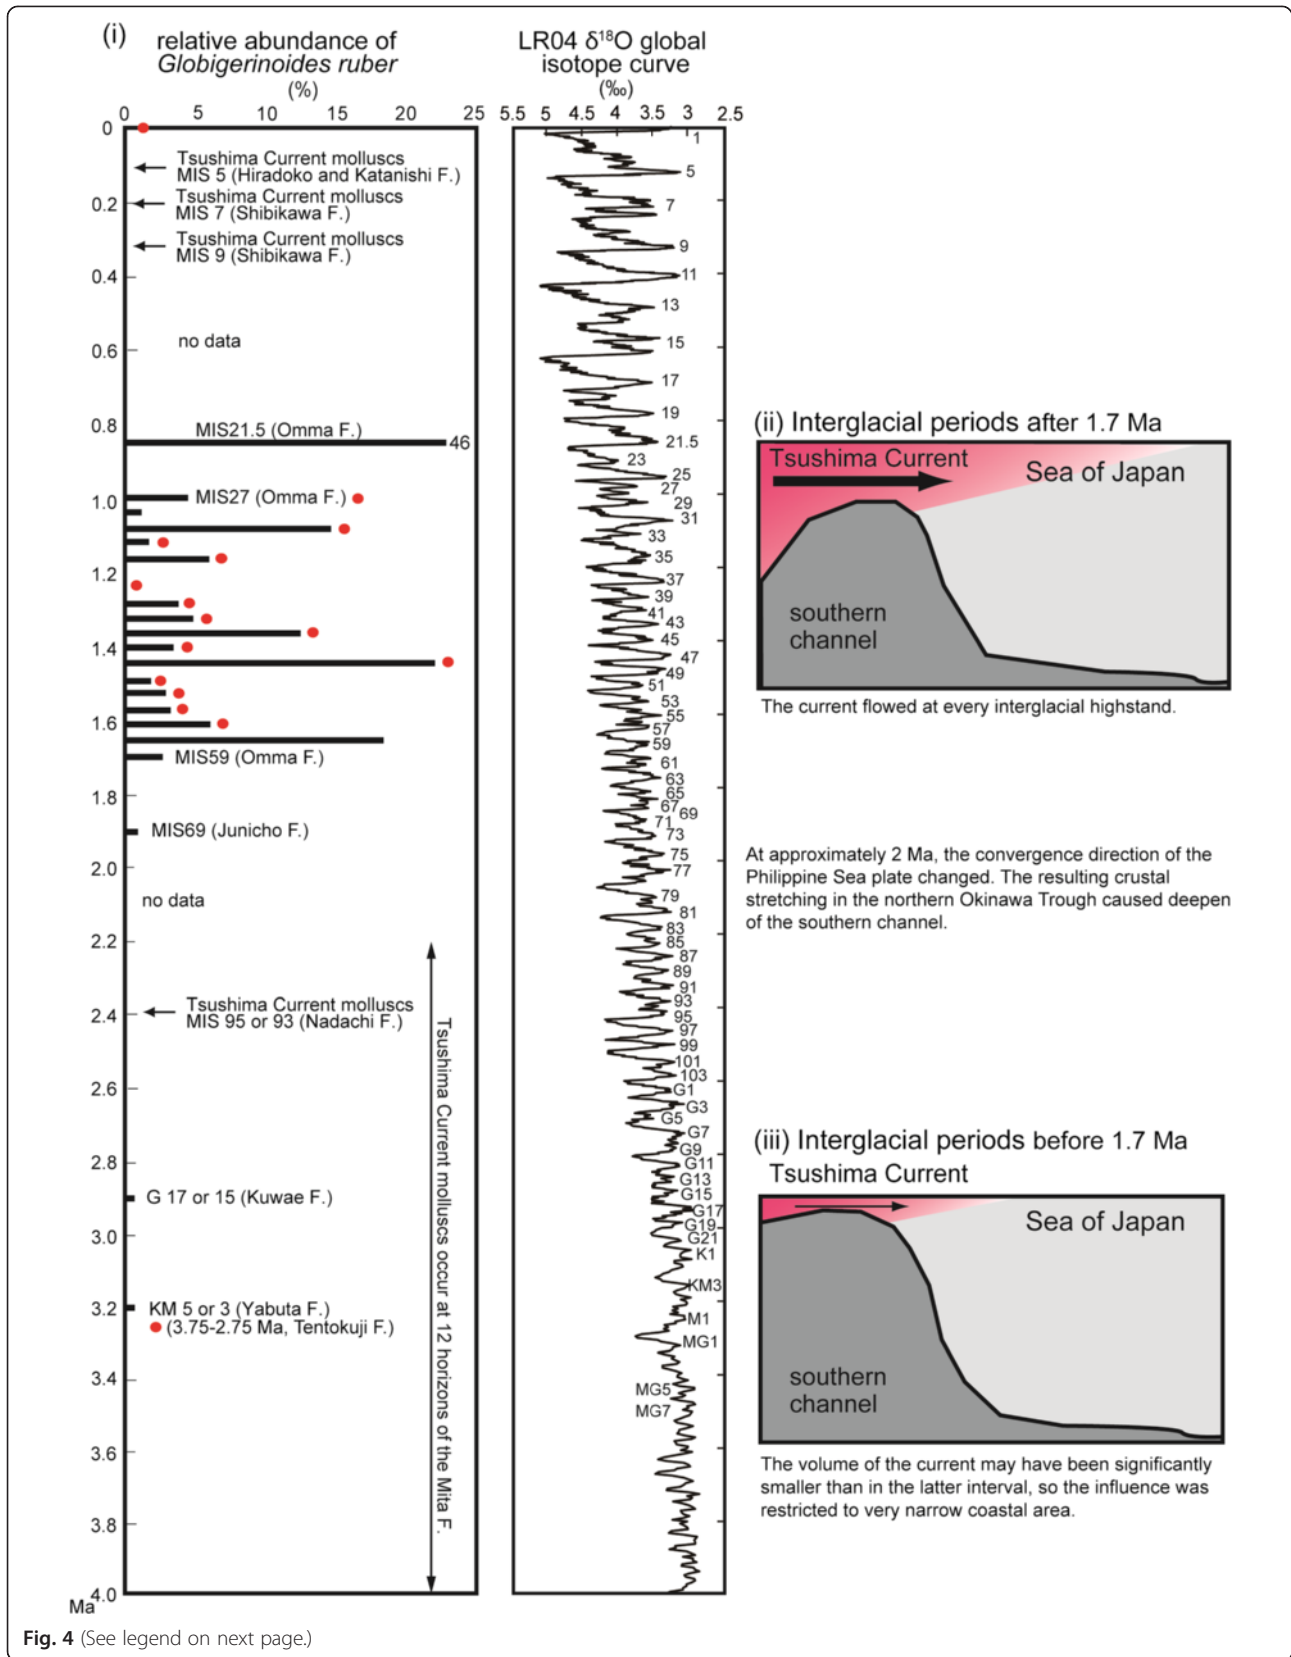 (i)
relative abundance of
Globigerinoides ruber
(%)
0 5 10 15 20 25
LR04 δ18O global
isotope curve
(‰)
5.5 5 4.5 4 3.5 3 2.5
0
0.2
0.4
0.6
0.8
1.0
1.2
1.4
1.6
1.8
2.0
2.2
2.4
2.6
2.8
3.0
3.2
3.4
3.6
3.8
4.0
Ma
Tsushima Current molluscs
MIS 5 (Hiradoko and Katanishi F.)
Tsushima Current molluscs
MIS 7 (Shibikawa F.)
Tsushima Current molluscs
MIS 9 (Shibikawa F.)
no data
MIS21.5 (Omma F.)
46
MIS27 (Omma F.)
MIS59 (Omma F.)
MIS69 (Junicho F.)
no data
Tsushima Current molluscs
MIS 95 or 93 (Nadachi F.)
G 17 or 15 (Kuwae F.)
KM 5 or 3 (Yabuta F.)
(3.75-2.75 Ma, Tentokuji F.)
Tsushima Current molluscs occur at 12 horizons of the Mita F.
1
5
7
9
11
13
15
17
19
21.5
23
25
27
29
31
33
35
37
39
41
43
45
47
49
51
53
55
57
59
61
63
65
67
69
71
73
75
77
79
81
83
85
87
89
91
93
95
97
99
101
103
G1
G3
G5
G7
G9
G11
G13
G15
G17
G19
G21
K1
KM3
M1
MG1
MG5
MG7
(ii) Interglacial periods after 1.7 Ma
Tsushima Current
Sea of Japan
southern
channel
The current flowed at every interglacial highstand.
At approximately 2 Ma, the convergence direction of the
Philippine Sea plate changed. The resulting crustal
stretching in the northern Okinawa Trough caused deepen
of the southern channel.
(iii) Interglacial periods before 1.7 Ma
Tsushima Current
Sea of Japan
southern
channel
The volume of the current may have been significantly
smaller than in the latter interval, so the influence was
restricted to very narrow coastal area.
Fig. 4 (See legend on next page.)